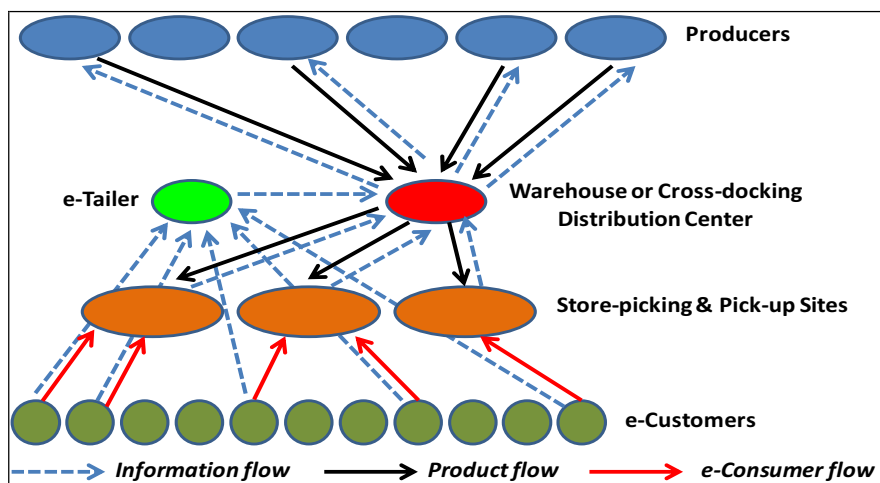 Producers
e-Tailer
Warehouse or Cross-docking
Distribution Center
Store-picking & Pick-up Sites
e-Customers
Information flow
Product flow
e-Consumer flow